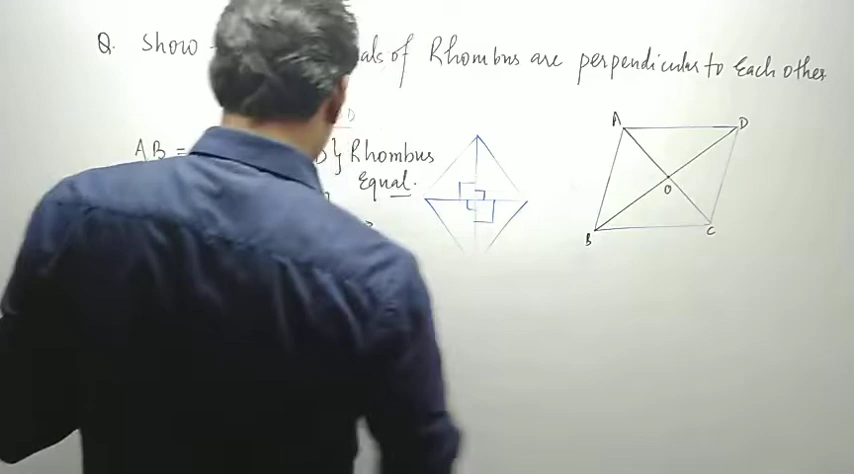 Q. Show als of Rhombus are perpendicular to Each other
AB = } Rhombus
Equal.
A D
O
B C